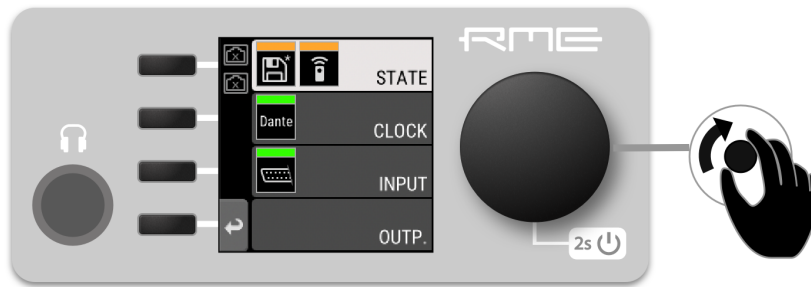 RME
STATE
Dante
CLOCK
INPUT
OUTP.
2s